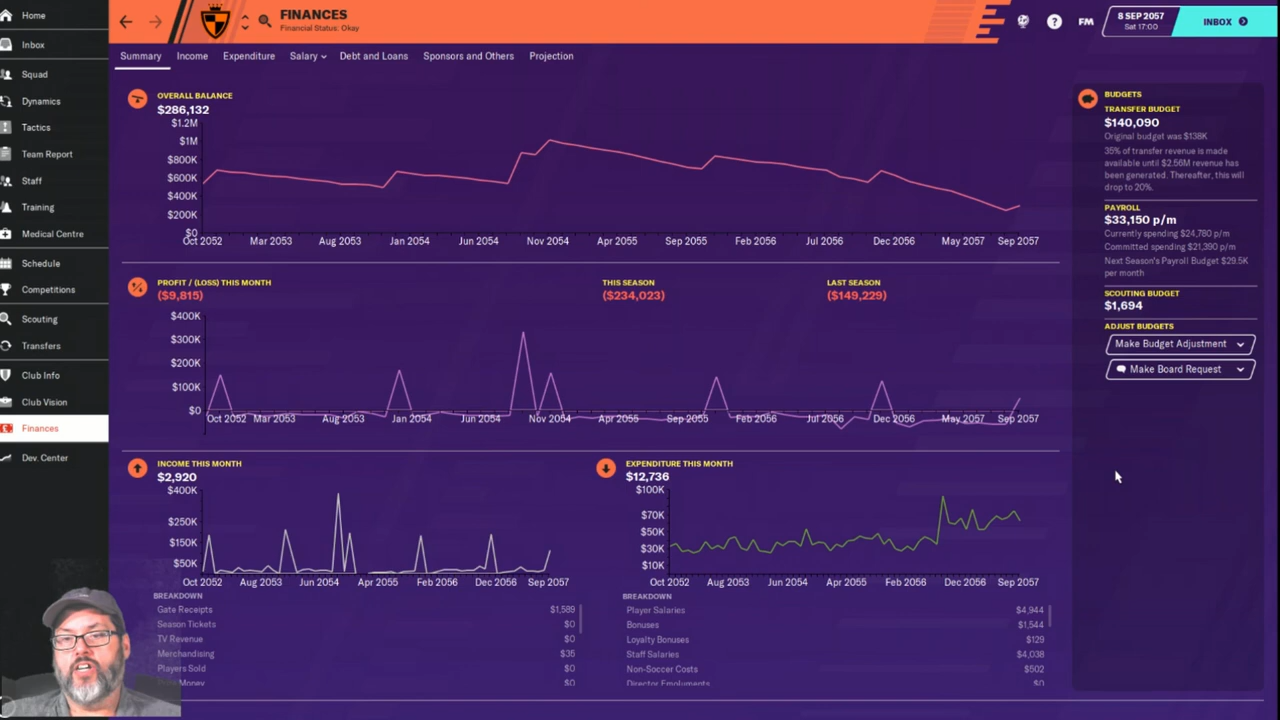 Home
Inbox
Squad
Dynamics
Tactics
Team Report
Staff
Training
Medical Centre
Schedule
Competitions
Scouting
Transfers
Club Info
Club Vision
Finances
Dev. Center
FINANCES
Financial Status: Okay
?
FM
8 SEP 2057
Sat 17:00
INBOX
Summary
Income
Expenditure
Salary
Debt and Loans
Sponsors and Others
Projection
OVERALL BALANCE
$286,132
$1.2M
$1M
$800K
$600K
$400K
$200K
$0
Oct 2052 Mar 2053 Aug 2053 Jan 2054 Jun 2054 Nov 2054 Apr 2055 Sep 2055 Feb 2056 Jul 2056 Dec 2056 May 2057 Sep 2057
PROFIT / (LOSS) THIS MONTH
($9,815)
THIS SEASON
($234,023)
LAST SEASON
($149,229)
$400K
$300K
$200K
$100K
$0
Oct 2052 Mar 2053 Aug 2053 Jan 2054 Jun 2054 Nov 2054 Apr 2055 Sep 2055 Feb 2056 Jul 2056 Dec 2056 May 2057 Sep 2057
INCOME THIS MONTH
$2,920
$400K
$250K
$150K
$50K
Oct 2052 Aug 2053 Jun 2054 Apr 2055 Feb 2056 Dec 2056 Sep 2057
BREAKDOWN
Gate Receipts $1,589
Season Tickets $0
TV Revenue $0
Merchandising $35
Players Sold $0
Money $0
EXPENDITURE THIS MONTH
$12,736
$100K
$70K
$50K
$30K
$10K
Oct 2052 Aug 2053 Jun 2054 Apr 2055 Feb 2056 Dec 2056 Sep 2057
BREAKDOWN
Player Salaries $4,944
Bonuses $1,544
Loyalty Bonuses $129
Staff Salaries $4,038
Non-Soccer Costs $502
Director Emoluments $0
BUDGETS
TRANSFER BUDGET
$140,090
Original budget was $138K
35% of transfer revenue is made
available until $2.56M revenue has
been generated. Thereafter, this will
drop to 20%.
PAYROLL
$33,150 p/m
Currently spending $24,780 p/m
Committed spending $21,390 p/m
Next Season's Payroll Budget $29.5K
per month
SCOUTING BUDGET
$1,694
ADJUST BUDGETS
Make Budget Adjustment
Make Board Request